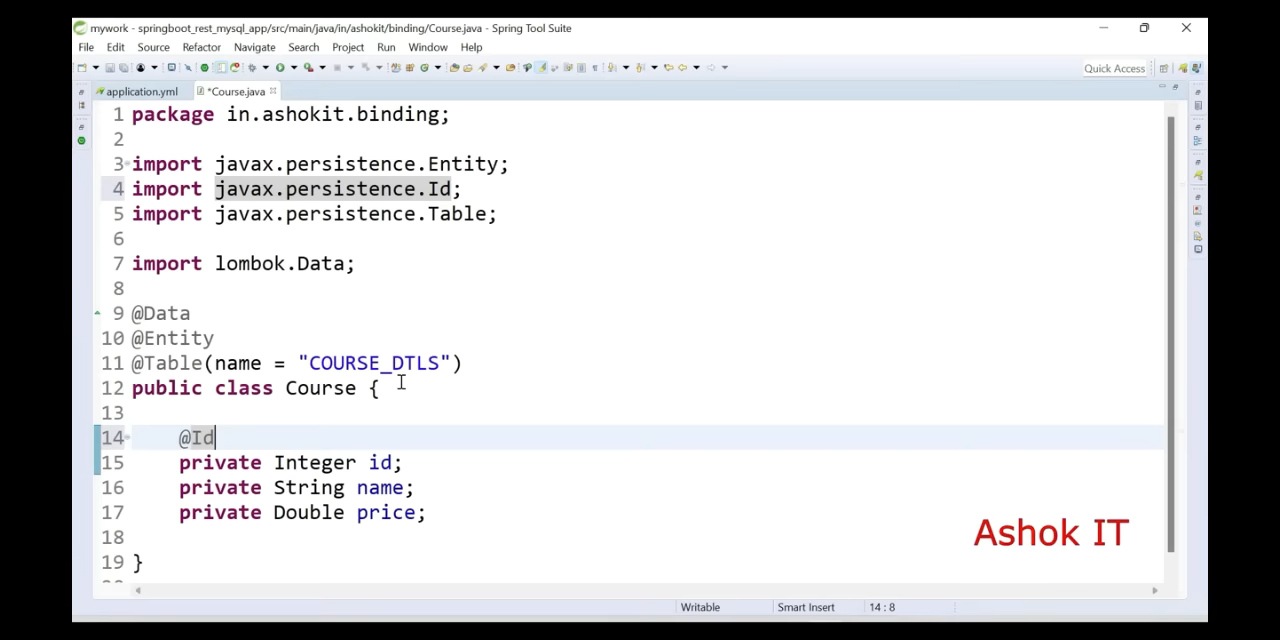 mywork - springboot_rest_mysql_app/src/main/java/in/ashokit/binding/Course.java - Spring Tool Suite
File Edit Source Refactor Navigate Search Project Run Window Help
Quick Access
application.yml *Course.java
1 package in.ashokit.binding;
2
3 import javax.persistence.Entity;
4 import javax.persistence.Id;
5 import javax.persistence.Table;
6
7 import lombok.Data;
8
9 @Data
10 @Entity
11 @Table(name = "COURSE_DTLS")
12 public class Course {
13
14 @Id
15 private Integer id;
16 private String name;
17 private Double price;
18
19 }
Ashok IT
Writable Smart Insert 14 : 8